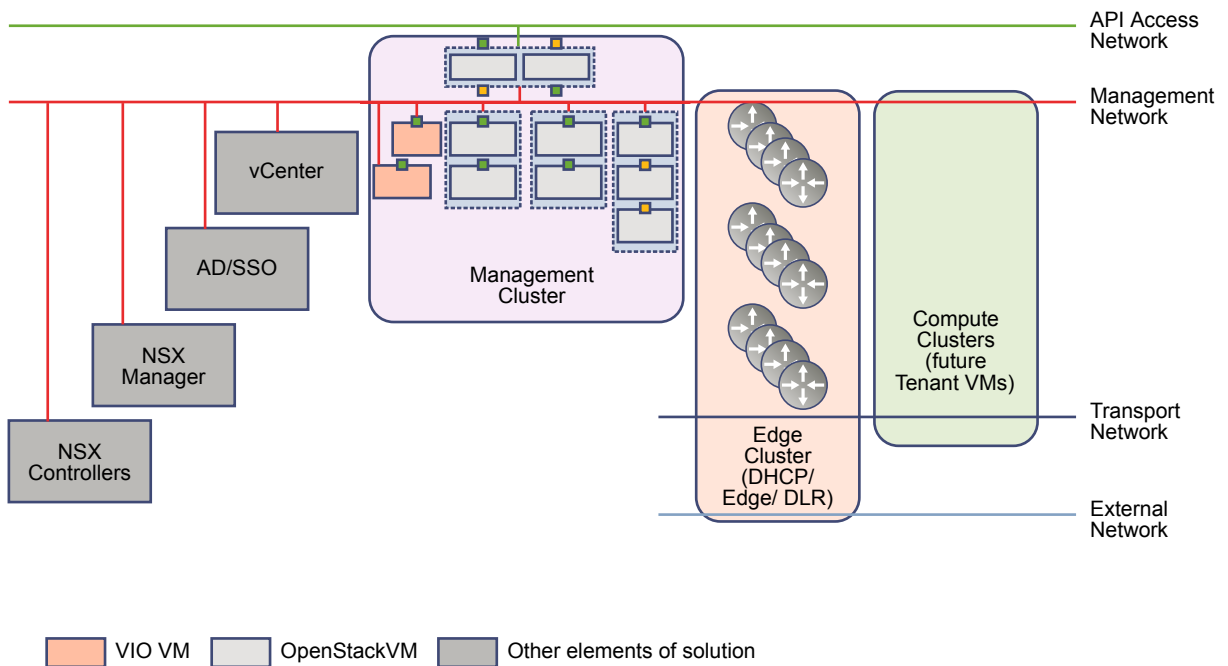 API Access
Network
Management
Network
vCenter
AD/SSO
NSX
Manager
NSX
Controllers
Management
Cluster
Compute
Clusters
(future
Tenant VMs)
Transport
Network
Edge
Cluster
(DHCP/
Edge/ DLR)
External
Network
VIO VM
OpenStackVM
Other elements of solution